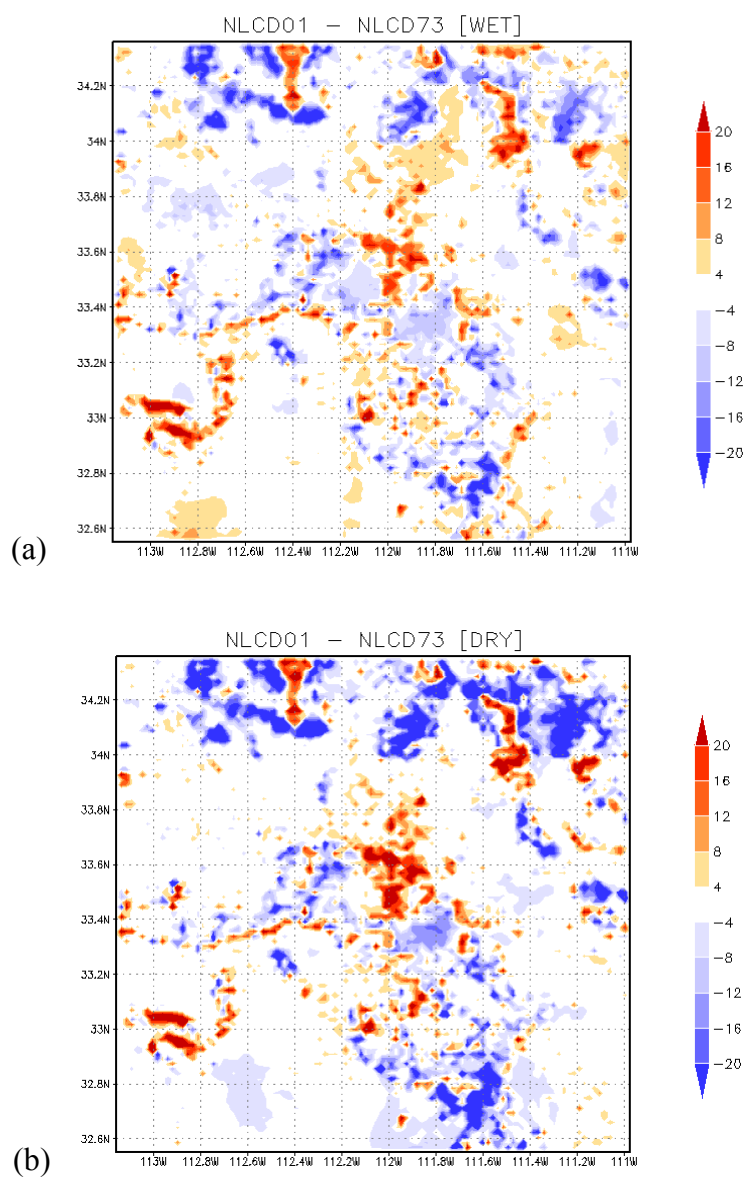 NLCD01 − NLCD73 [WET]
34.2N
34N
33.8N
33.6N
33.4N
33.2N
33N
32.8N
32.6N
113W 112.8W 112.6W 112.4W 112.2W 112W 111.8W 111.6W 111.4W 111.2W 111W
20
16
12
8
4
−4
−8
−12
−16
−20
(a)
NLCD01 − NLCD73 [DRY]
34.2N
34N
33.8N
33.6N
33.4N
33.2N
33N
32.8N
32.6N
113W 112.8W 112.6W 112.4W 112.2W 112W 111.8W 111.6W 111.4W 111.2W 111W
20
16
12
8
4
−4
−8
−12
−16
−20
(b)